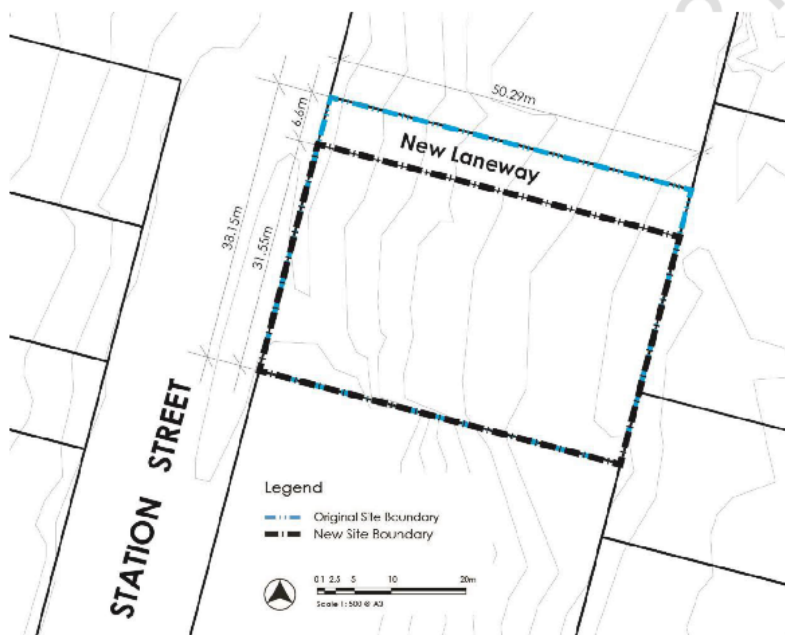 50.29m
6.6m
New Laneway
38.15m
31.55m
STATION STREET
Legend
Original Site Boundary
New Site Boundary
0 1 2.5 5 10 20m
Scale 1:500 @ A3